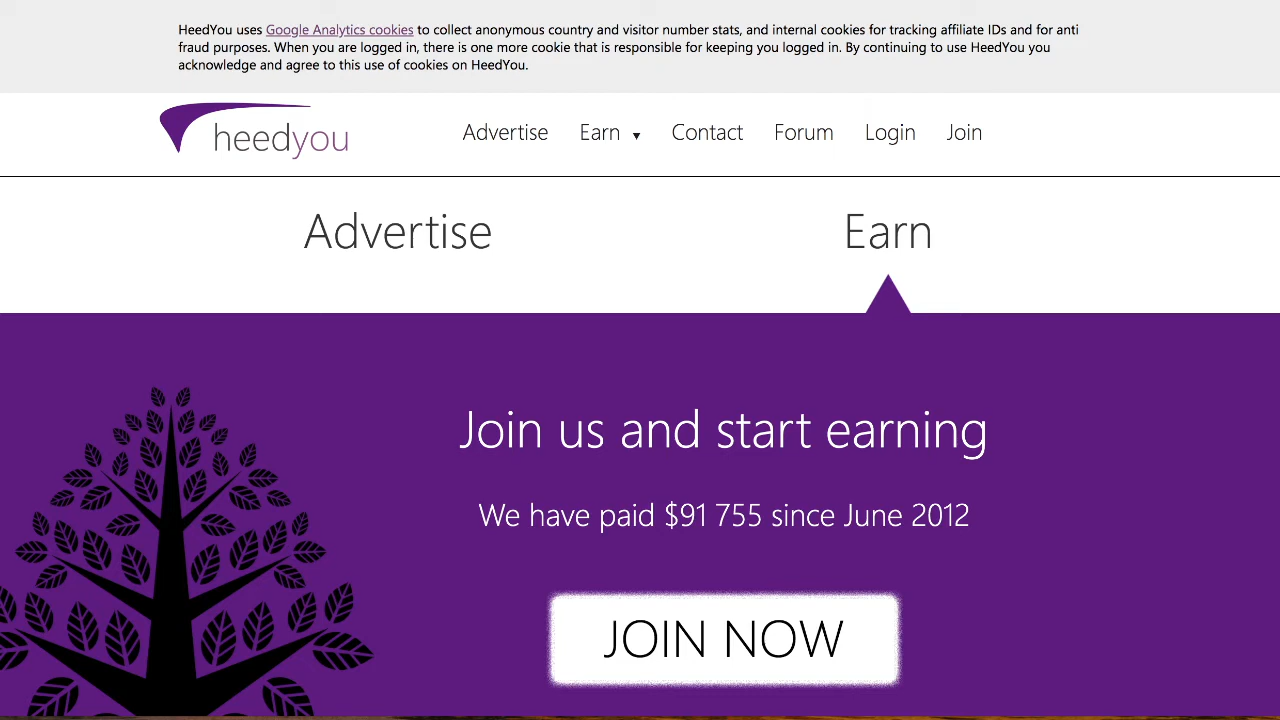 HeedYou uses Google Analytics cookies to collect anonymous country and visitor number stats, and internal cookies for tracking affiliate IDs and for anti
fraud purposes. When you are logged in, there is one more cookie that is responsible for keeping you logged in. By continuing to use HeedYou you
acknowledge and agree to this use of cookies on HeedYou.
heedyou
Advertise Earn ▼ Contact Forum Login Join
Advertise Earn
Join us and start earning
We have paid $91 755 since June 2012
JOIN NOW